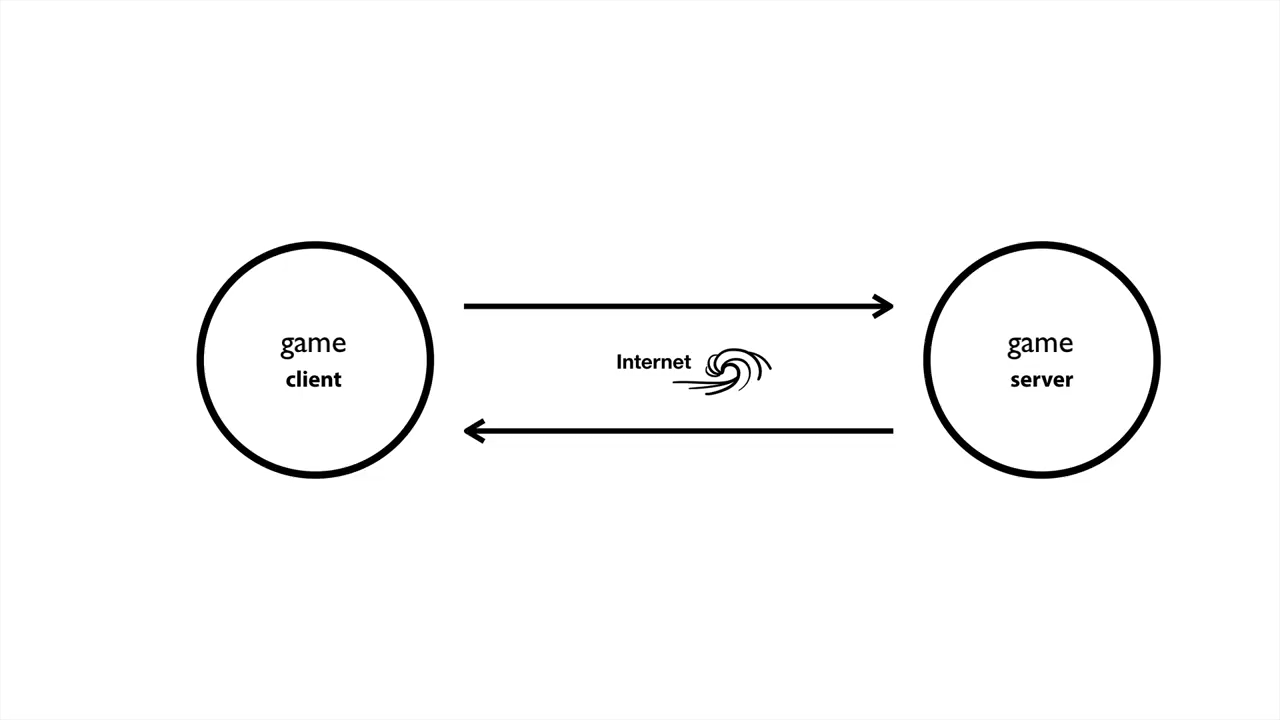 game
client
Internet
game
server